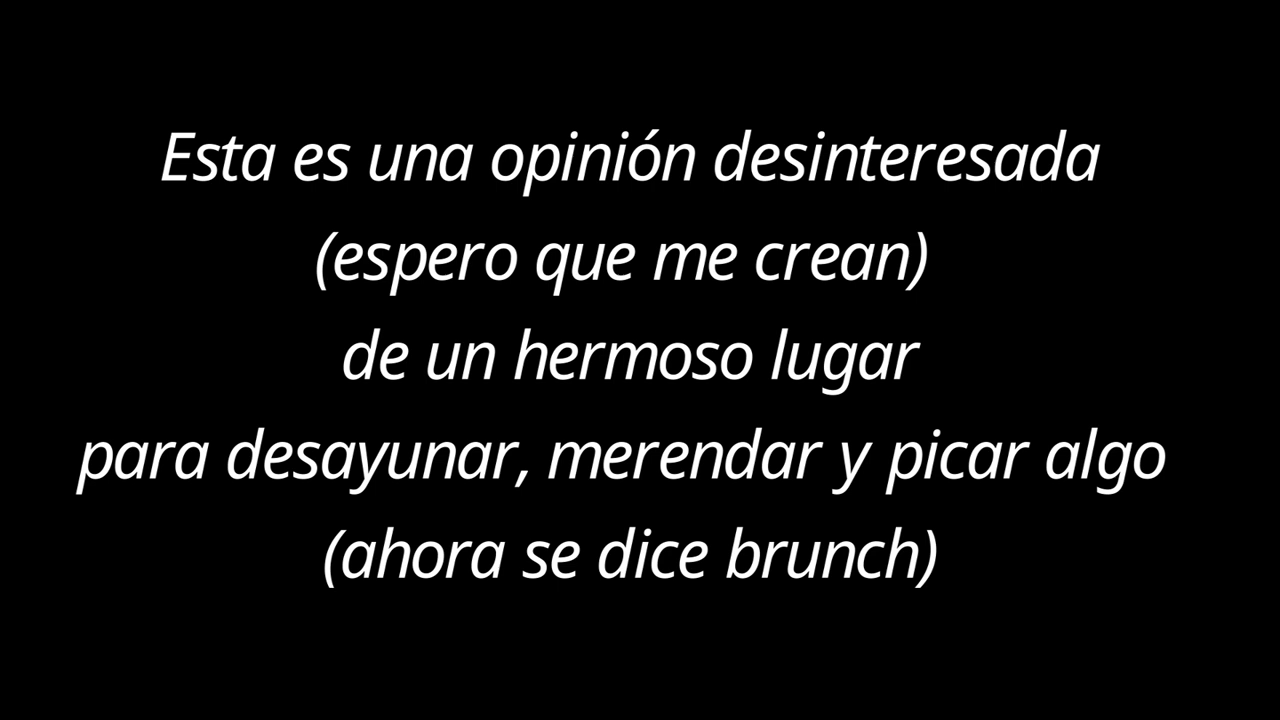 Esta es una opinión desinteresada
(espero que me crean)
de un hermoso lugar
para desayunar, merendar y picar algo
(ahora se dice brunch)